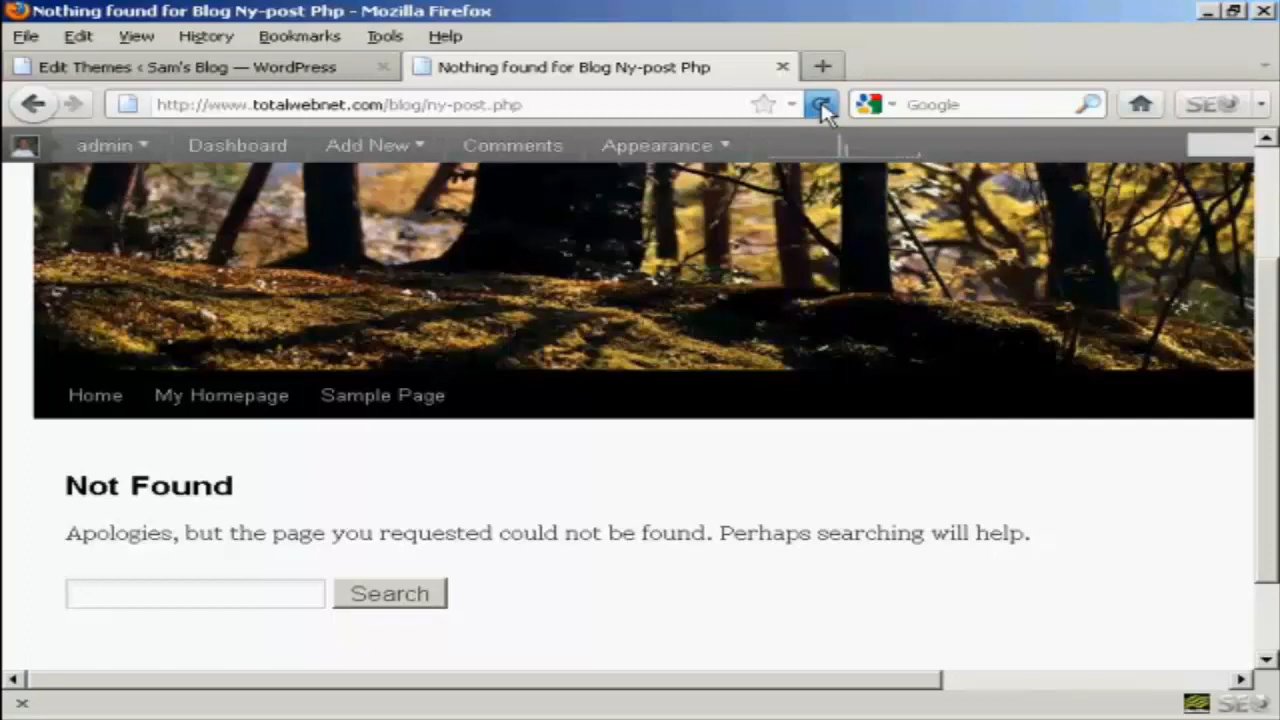 Nothing found for Blog Ny-post Php - Mozilla Firefox
File Edit View History Bookmarks Tools Help
Edit Themes ‹ Sam's Blog — WordPress
Nothing found for Blog Ny-post Php
http://www.totalwebnet.com/blog/ny-post.php
Google
SEO
admin Dashboard Add New Comments Appearance
Home My Homepage Sample Page
Not Found
Apologies, but the page you requested could not be found. Perhaps searching will help.
Search
SEO